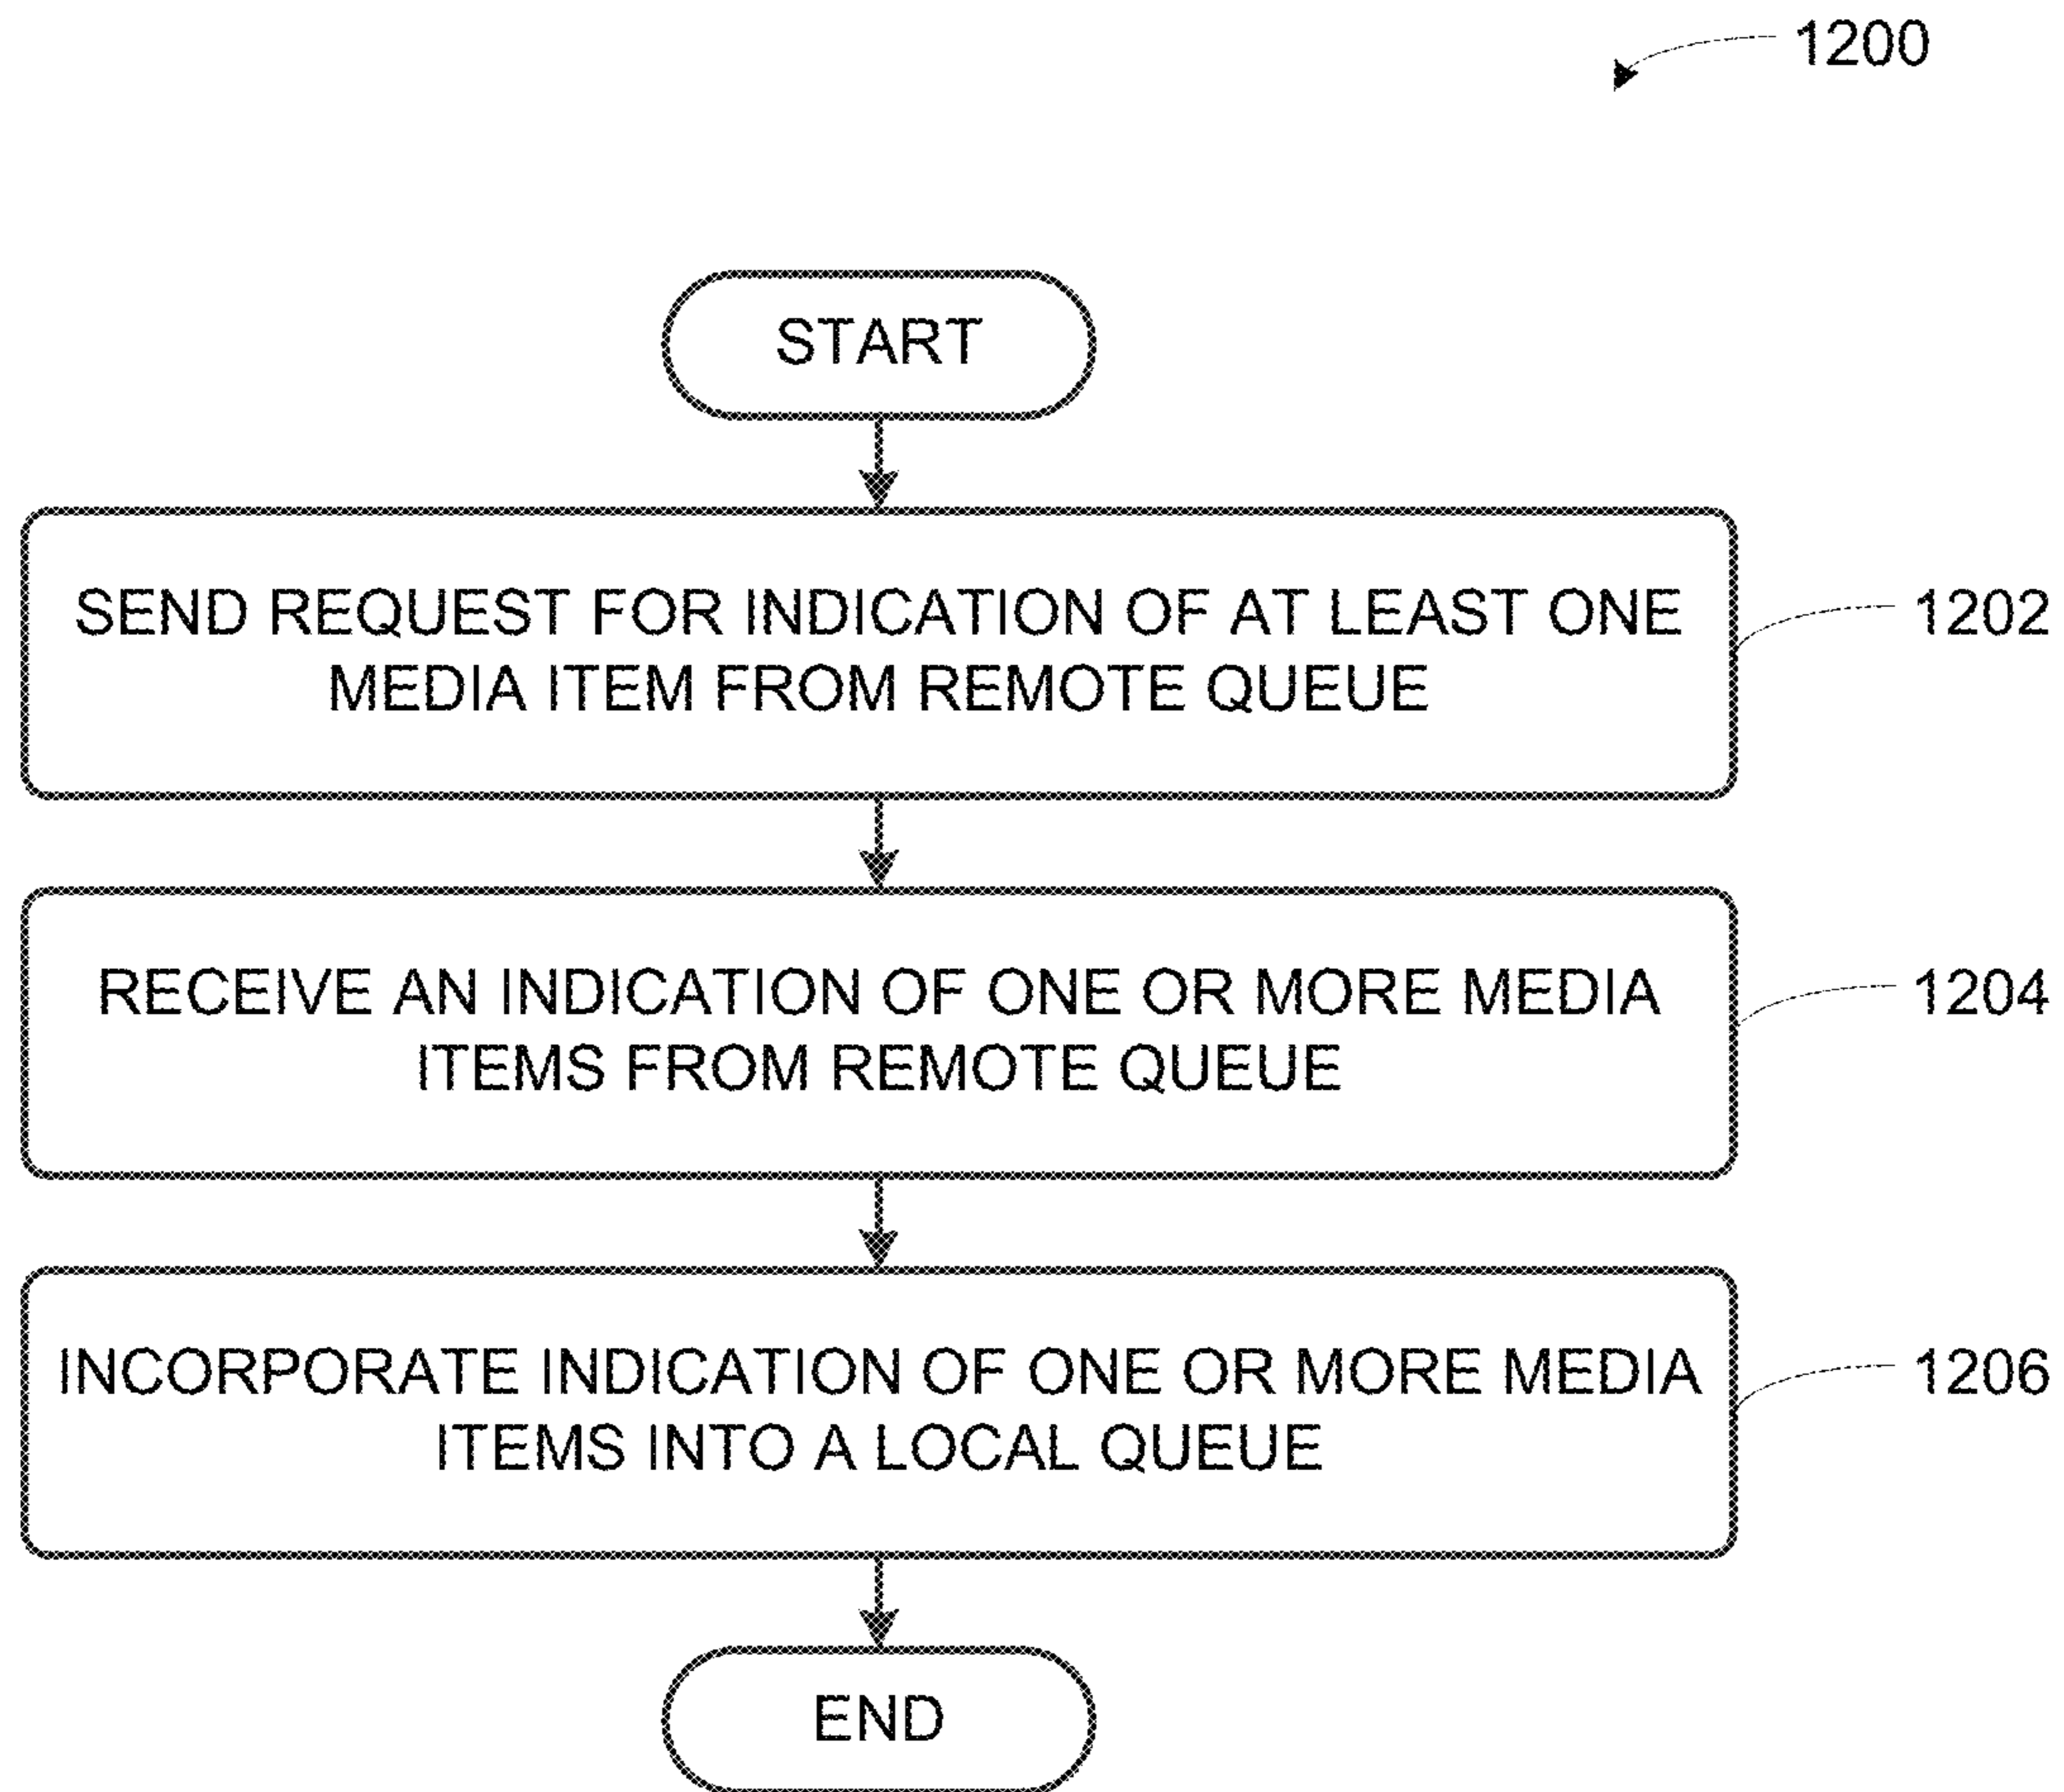 1200
START
SEND REQUEST FOR INDICATION OF AT LEAST ONE
MEDIA ITEM FROM REMOTE QUEUE
1202
RECEIVE AN INDICATION OF ONE OR MORE MEDIA
ITEMS FROM REMOTE QUEUE
1204
INCORPORATE INDICATION OF ONE OR MORE MEDIA
ITEMS INTO A LOCAL QUEUE
1206
END